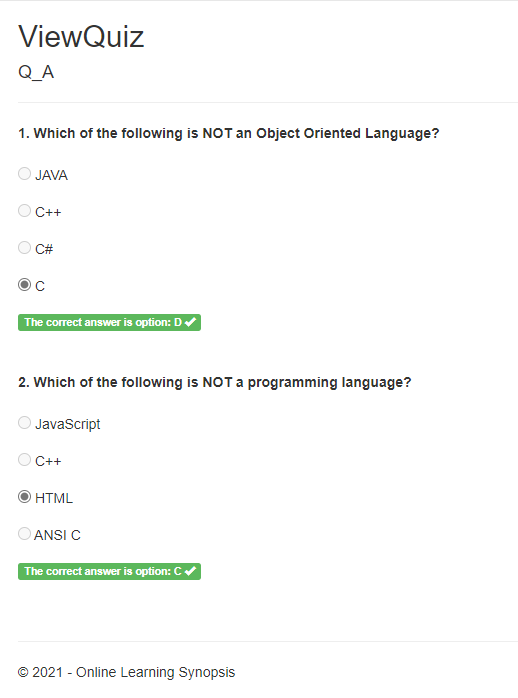 ViewQuiz
Q_A
1. Which of the following is NOT an Object Oriented Language?
JAVA
C++
C#
C
The correct answer is option: D ✔
2. Which of the following is NOT a programming language?
JavaScript
C++
HTML
ANSI C
The correct answer is option: C ✔
© 2021 - Online Learning Synopsis